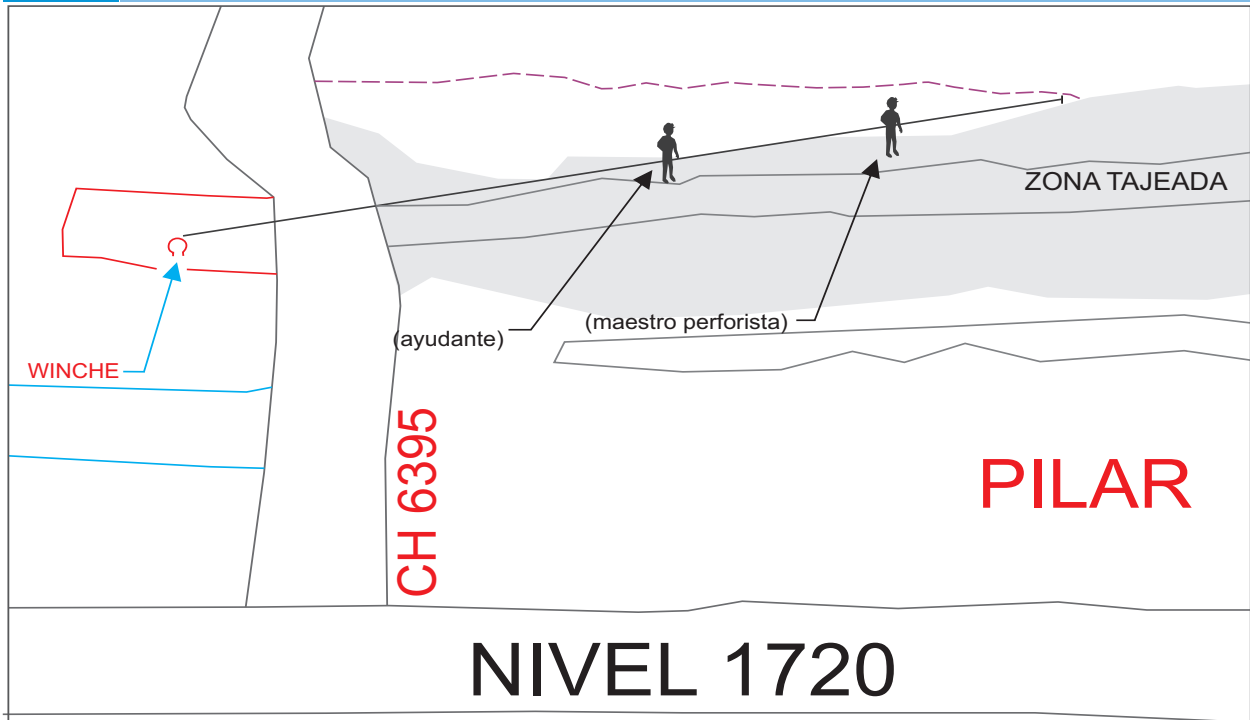 ZONA TAJEADA
(maestro perforista)
(ayudante)
WINCHE
CH 6395
PILAR
NIVEL 1720